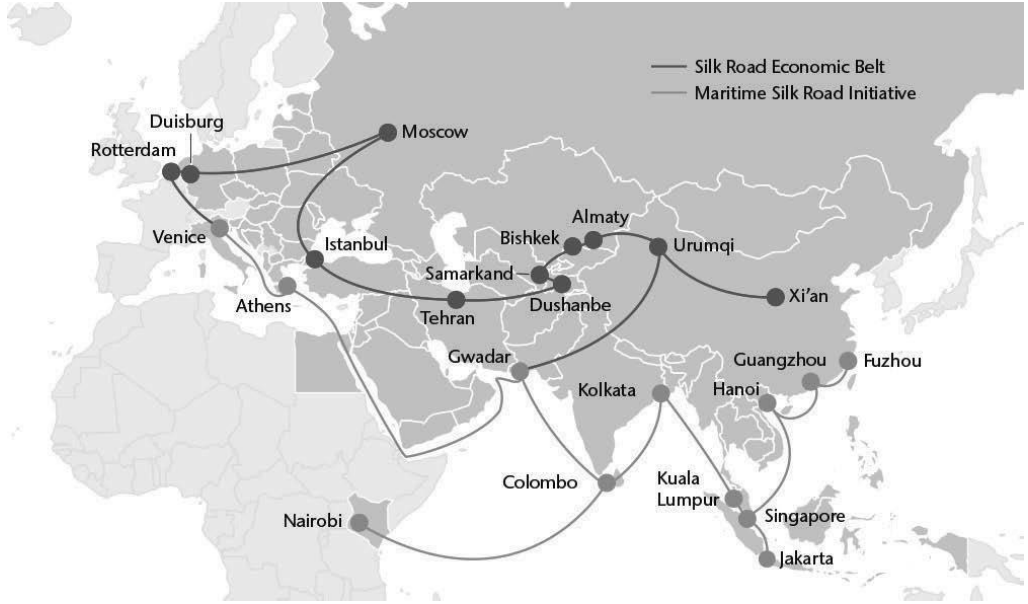 Silk Road Economic Belt
Maritime Silk Road Initiative
Duisburg
Rotterdam
Moscow
Venice
Istanbul
Athens
Tehran
Samarkand
Bishkek
Almaty
Urumqi
Dushanbe
Xi’an
Gwadar
Kolkata
Guangzhou
Fuzhou
Hanoi
Colombo
Kuala
Lumpur
Singapore
Nairobi
Jakarta